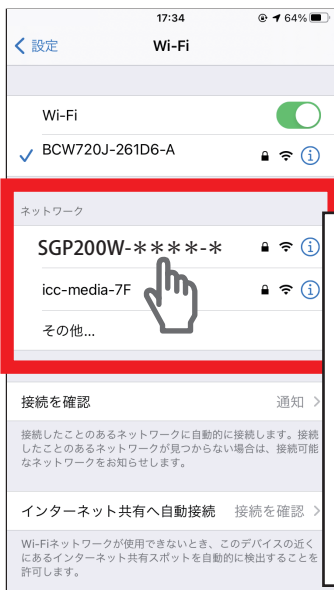 17:34
64%
設定
Wi-Fi
Wi-Fi
BCW720J-261D6-A
ネットワーク
SGP200W-＊＊＊＊-＊
icc-media-7F
その他...
接続を確認 通知
接続したことのあるネットワークに自動的に接続します。接続
したことのあるネットワークが見つからない場合は、接続可能
なネットワークをお知らせします。
インターネット共有へ自動接続 接続を確認
Wi-Fiネットワークが使用できないとき、このデバイスの近く
にあるインターネット共有スポットを自動的に検出することを
許可します。